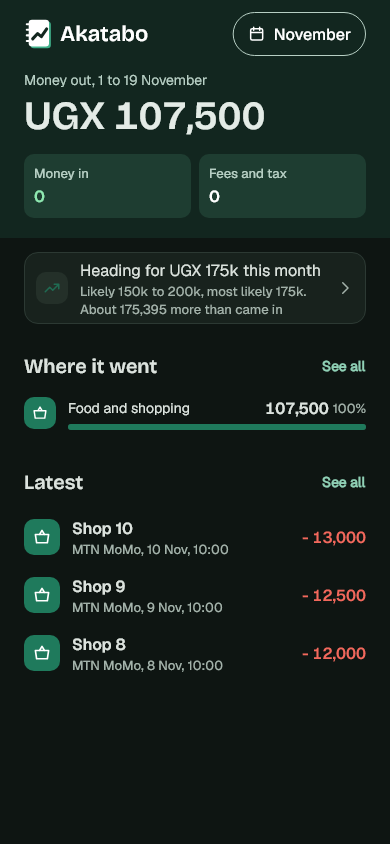 Akatabo
November
Money out, 1 to 19 November
UGX 107,500
Money in
0
Fees and tax
0
Heading for UGX 175k this month
Likely 150k to 200k, most likely 175k.
About 175,395 more than came in
Where it went
See all
Food and shopping
107,500 100%
Latest
See all
Shop 10
MTN MoMo, 10 Nov, 10:00
- 13,000
Shop 9
MTN MoMo, 9 Nov, 10:00
- 12,500
Shop 8
MTN MoMo, 8 Nov, 10:00
- 12,000